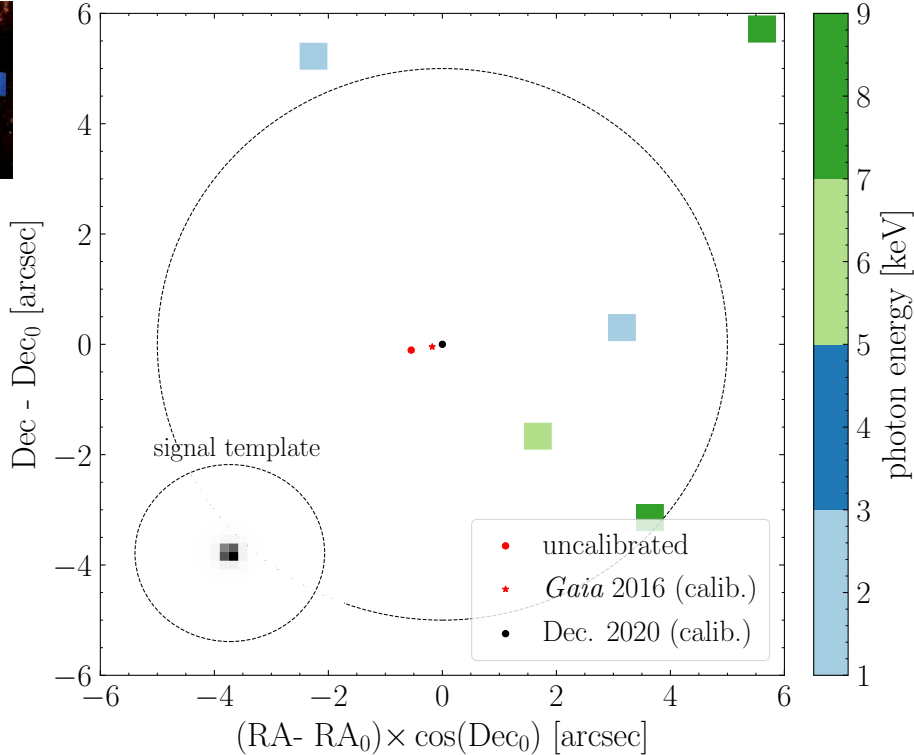 6
4
2
0
−2
−4
−6
Dec - Dec₀ [arcsec]
signal template
uncalibrated
Gaia 2016 (calib.)
Dec. 2020 (calib.)
−6 −4 −2 0 2 4 6
(RA- RA₀)× cos(Dec₀) [arcsec]
9
8
7
6
5
4
3
2
1
photon energy [keV]